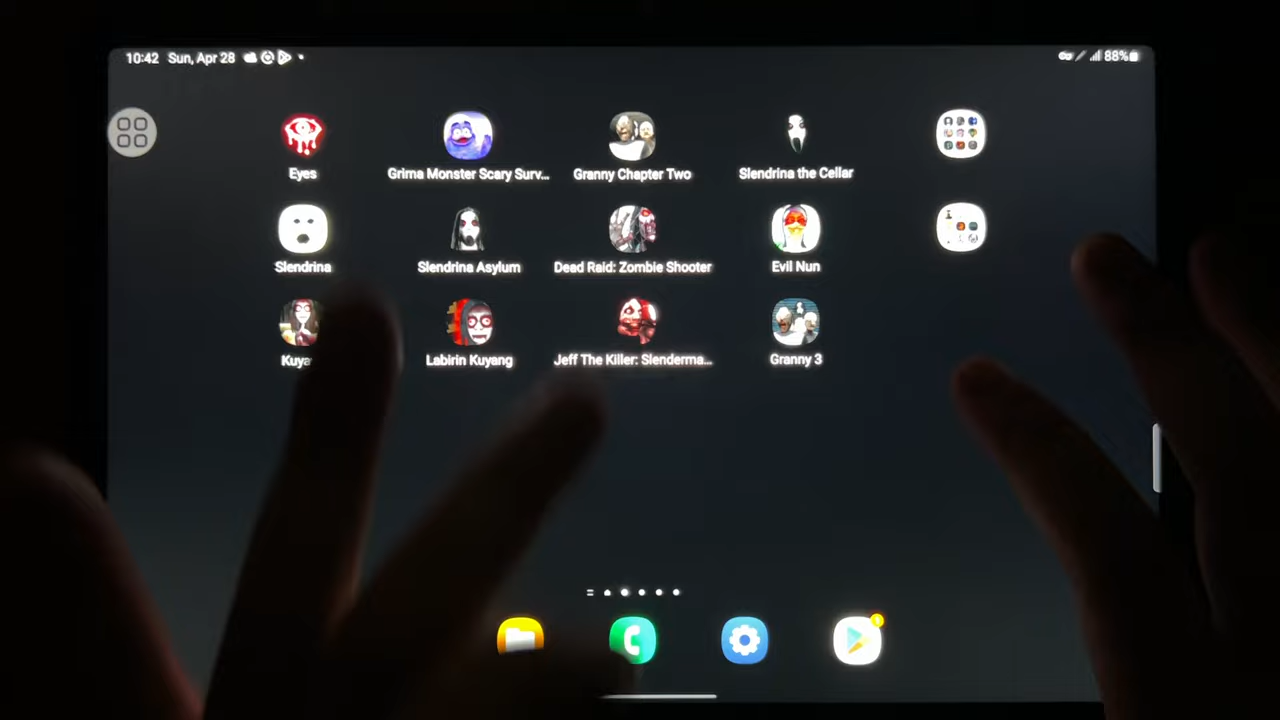 10:42 Sun, Apr 28 88%
Eyes
Grima Monster Scary Surv...
Granny Chapter Two
Slendrina the Cellar
Slendrina
Slendrina Asylum
Dead Raid: Zombie Shooter
Evil Nun
Kuya
Labirin Kuyang
Jeff The Killer: Slenderma...
Granny 3